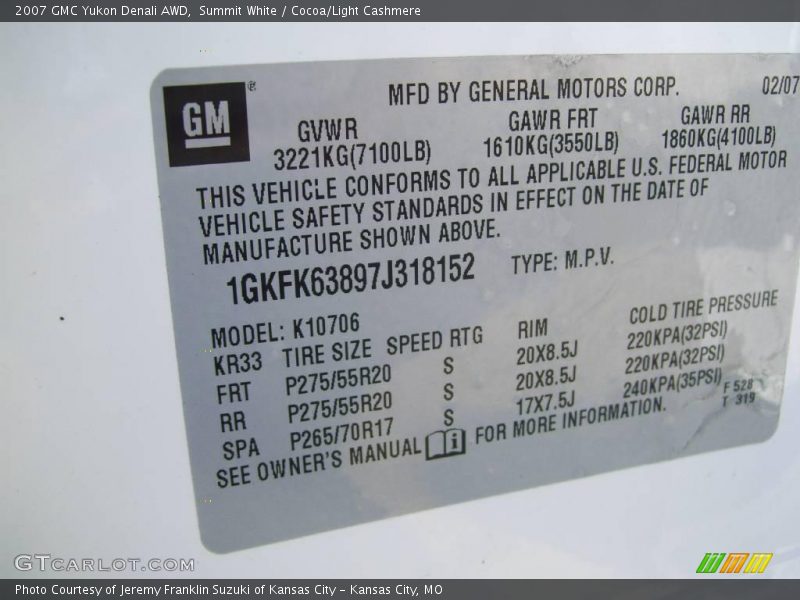 2007 GMC Yukon Denali AWD,  Summit White / Cocoa/Light Cashmere
GM ®
MFD BY GENERAL MOTORS CORP. 02/07
GVWR GAWR FRT GAWR RR
3221KG(7100LB) 1610KG(3550LB) 1860KG(4100LB)
THIS VEHICLE CONFORMS TO ALL APPLICABLE U.S. FEDERAL MOTOR
VEHICLE SAFETY STANDARDS IN EFFECT ON THE DATE OF
MANUFACTURE SHOWN ABOVE.
1GKFK63897J318152 TYPE: M.P.V.
MODEL: K10706
KR33 TIRE SIZE SPEED RTG RIM COLD TIRE PRESSURE
FRT P275/55R20 S 20X8.5J 220KPA(32PSI)
RR P275/55R20 S 20X8.5J 220KPA(32PSI)
SPA P265/70R17 S 17X7.5J 240KPA(35PSI)
F 528
T 319
SEE OWNER'S MANUAL i FOR MORE INFORMATION.
GTCARLOT.COM
Photo Courtesy of Jeremy Franklin Suzuki of Kansas City – Kansas City, MO